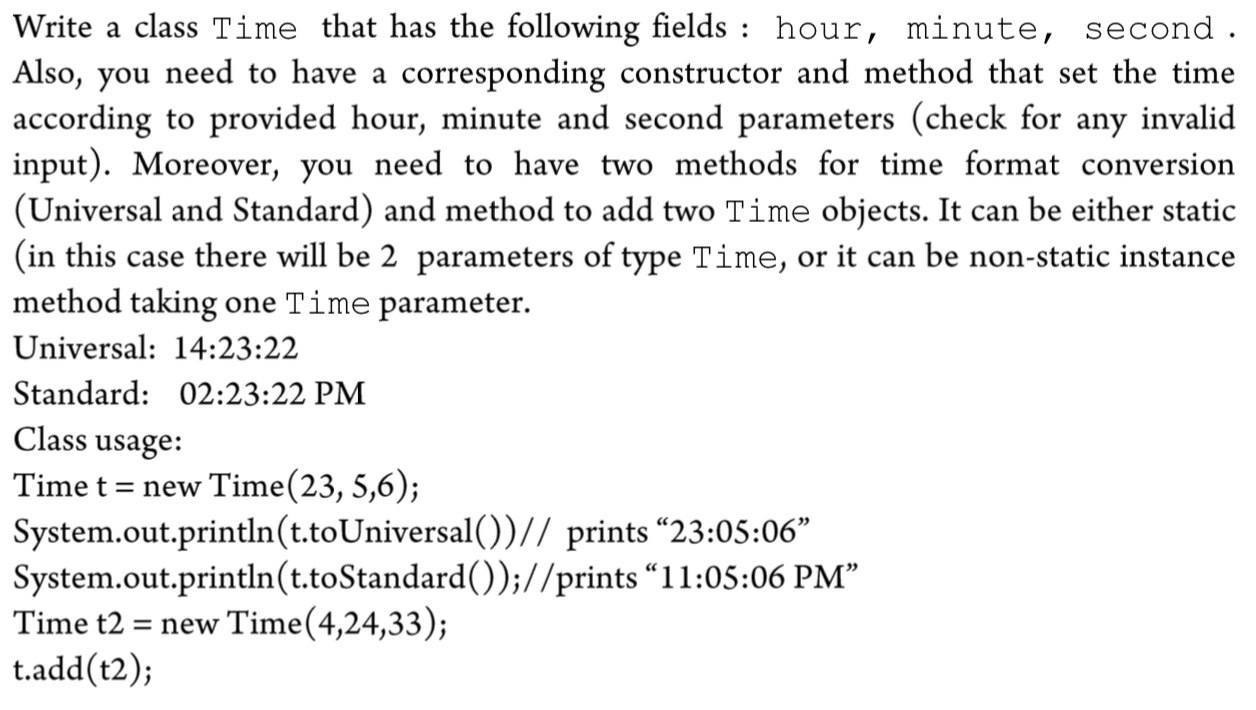 Write a class Time that has the following fields : hour, minute, second .
Also, you need to have a corresponding constructor and method that set the time
according to provided hour, minute and second parameters (check for any invalid
input). Moreover, you need to have two methods for time format conversion
(Universal and Standard) and method to add two Time objects. It can be either static
(in this case there will be 2 parameters of type Time, or it can be non-static instance
method taking one Time parameter.
Universal: 14:23:22
Standard: 02:23:22 PM
Class usage:
Time t = new Time(23, 5,6);
System.out.println(t.toUniversal())// prints “23:05:06”
System.out.println(t.toStandard());//prints “11:05:06 PM”
Time t2 = new Time(4,24,33);
t.add(t2);